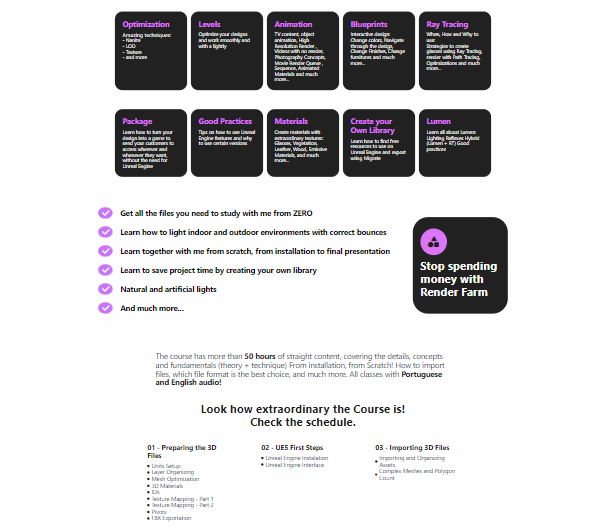 Optimization
Amazing techniques:
- Nanite
- LOD
- Texture
- and more
Levels
Optimize your designs
and work smoothly and
with a lightly
Animation
TV content, object
animation, High
Resolution Render ,
Videos with no render,
Photography Concepts,
Movie Render Queue ,
Sequence, Animated
Materials and much
more...
Blueprints
Interactive design:
Change colors, Navigate
through the design,
Change Finisher, Change
furnitures and much
more...
Ray Tracing
When, How and Why to
use:
Strategies to create
glasses using Ray Tracing,
render with Path Tracing,
Optimizations and much
more...
Package
Learn how to turn your
design into a game to
send your customers to
access wherever and
whenever they want,
without the need for
Unreal Engine
Good Practices
Tips on how to use Unreal
Engine features and why
to use certain versions
Materials
Create materials with
extraordinary textures:
Glasses, Vegetation,
Leather, Wood, Emissive
Materials, and much
more...
Create your
Own Library
Learn how to find free
resources to use on
Unreal Engine and export
using Migrate
Lumen
Learn all about Lumen:
Lighting Reflexes Hybrid
(Lumen + RT) Good
practices
Get all the files you need to study with me from ZERO
Learn how to light indoor and outdoor environments with correct bounces
Learn together with me from scratch, from installation to final presentation
Learn to save project time by creating your own library
Natural and artificial lights
And much more...
Stop spending
money with
Render Farm
The course has more than 50 hours of straight content, covering the details, concepts
and fundamentals (theory + technique) From installation, from Scratch! How to import
files, which file format is the best choice, and much more. All classes with Portuguese
and English audio!
Look how extraordinary the Course is!
Check the schedule.
01 - Preparing the 3D
Files
Units Setup
Layer Organizing
Mesh Optimisation
3D Materials
IDs
Texture Mapping - Part 1
Texture Mapping - Part 2
Pivots
FBX Exportation
02 - UE5 First Steps
Unreal Engine Instalation
Unreal Engine Interface
03 - Importing 3D Files
Importing and Organizing
Assets
Complex Meshes and Polygon
Count